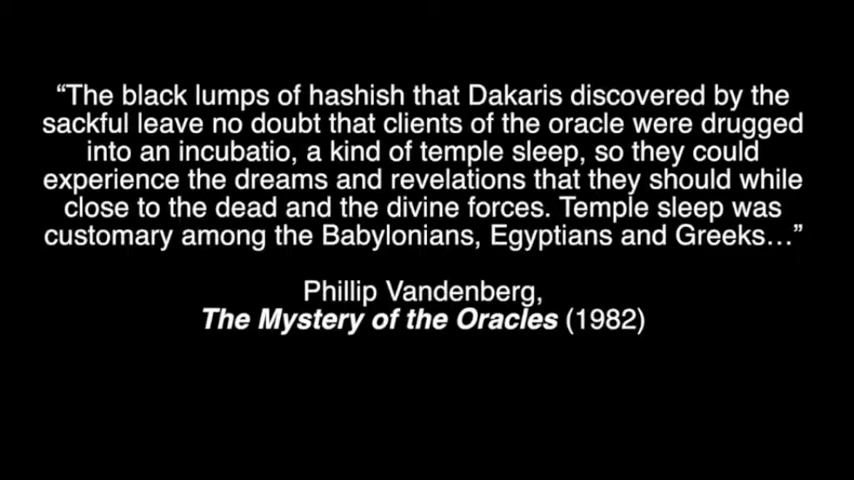 “The black lumps of hashish that Dakaris discovered by the
sackful leave no doubt that clients of the oracle were drugged
into an incubatio, a kind of temple sleep, so they could
experience the dreams and revelations that they should while
close to the dead and the divine forces. Temple sleep was
customary among the Babylonians, Egyptians and Greeks…”
Phillip Vandenberg,
The Mystery of the Oracles (1982)